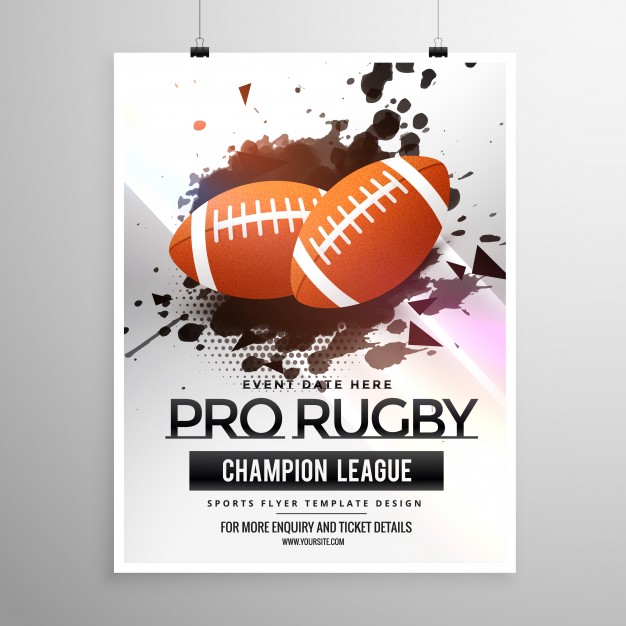 EVENT DATE HERE
PRO RUGBY
CHAMPION LEAGUE
SPORTS FLYER TEMPLATE DESIGN
FOR MORE ENQUIRY AND TICKET DETAILS
WWW.YOURSITE.COM